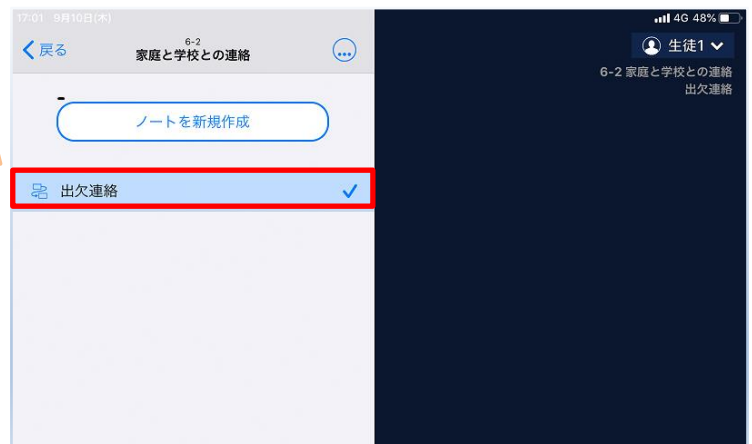 17:01 9月10日(木)
4G 48%
戻る
6-2
家庭と学校との連絡
生徒1
6-2 家庭と学校との連絡
出欠連絡
ノートを新規作成
出欠連絡